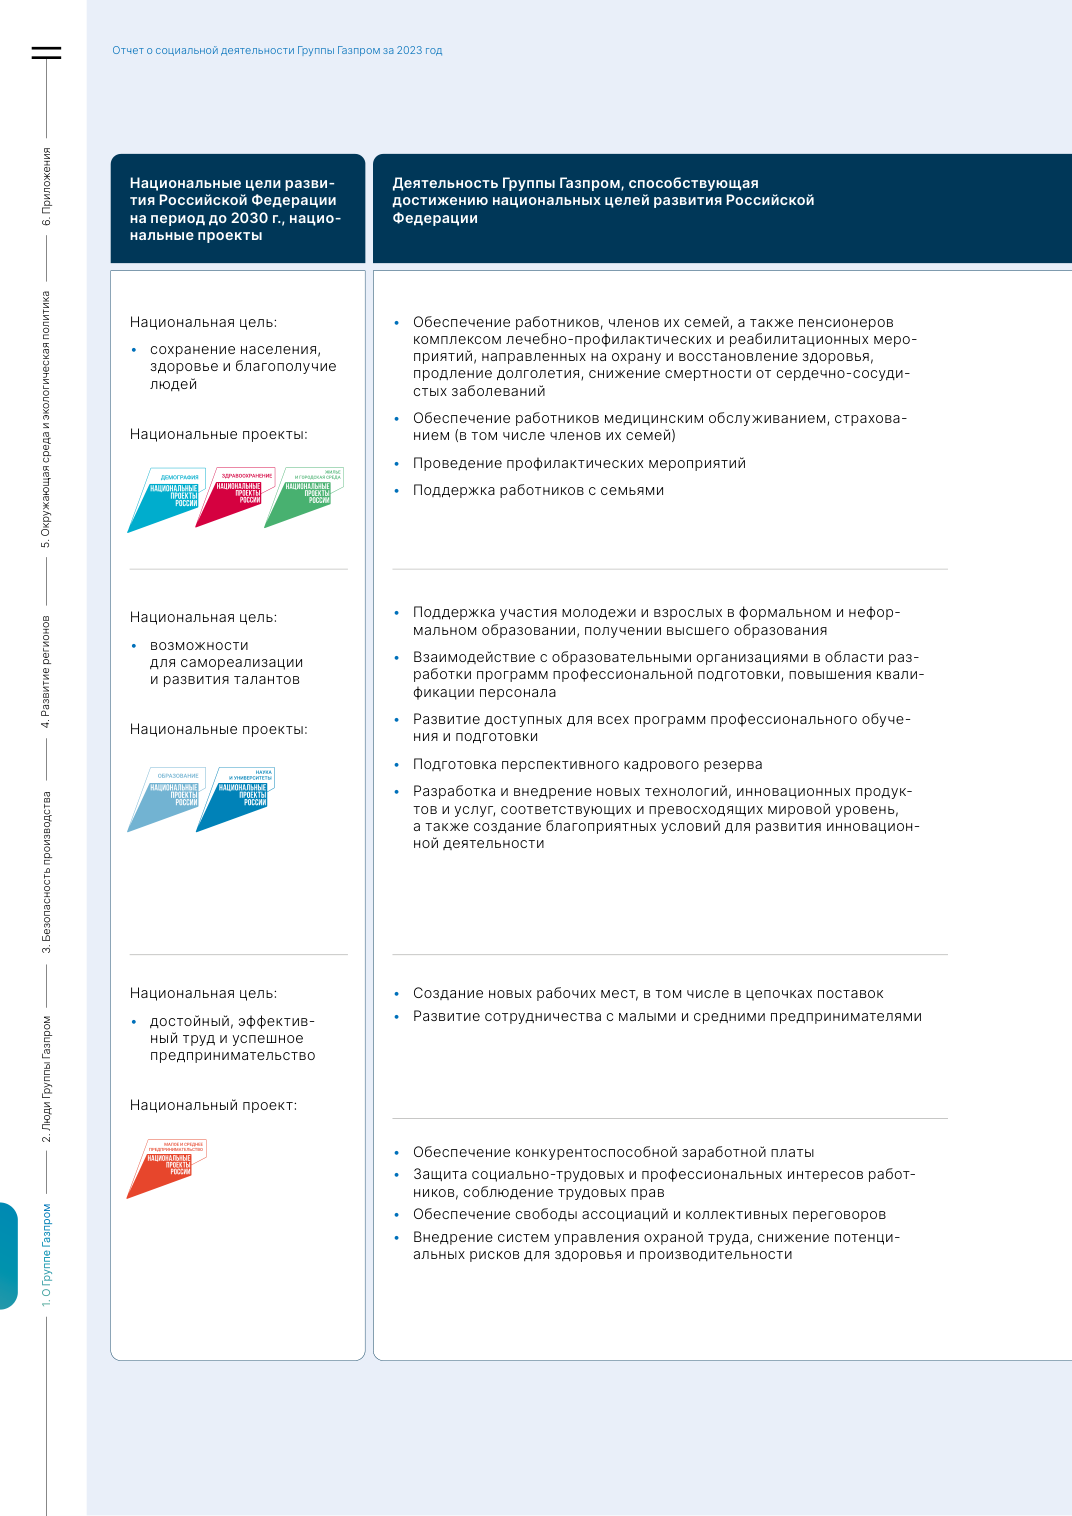 Отчет о социальной деятельности Группы Газпром за 2023 год
6. Приложения
5. Окружающая среда и экологическая политика
4. Развитие регионов
3. Безопасность производства
2. Люди Группы Газпром
1. О Группе Газпром
Национальные цели разви-
тия Российской Федерации
на период до 2030 г., нацио-
нальные проекты
Деятельность Группы Газпром, способствующая
достижению национальных целей развития Российской
Федерации
Национальная цель:
• сохранение населения,
здоровье и благополучие
людей
Национальные проекты:
ДЕМОГРАФИЯ
НАЦИОНАЛЬНЫЕ
ПРОЕКТЫ
РОССИИ
ЗДРАВООХРАНЕНИЕ
НАЦИОНАЛЬНЫЕ
ПРОЕКТЫ
РОССИИ
ЖИЛЬЕ
И ГОРОДСКАЯ СРЕДА
НАЦИОНАЛЬНЫЕ
ПРОЕКТЫ
РОССИИ
• Обеспечение работников, членов их семей, а также пенсионеров
комплексом лечебно-профилактических и реабилитационных меро-
приятий, направленных на охрану и восстановление здоровья,
продление долголетия, снижение смертности от сердечно-сосуди-
стых заболеваний
• Обеспечение работников медицинским обслуживанием, страхова-
нием (в том числе членов их семей)
• Проведение профилактических мероприятий
• Поддержка работников с семьями
Национальная цель:
• возможности
для самореализации
и развития талантов
Национальные проекты:
ОБРАЗОВАНИЕ
НАЦИОНАЛЬНЫЕ
ПРОЕКТЫ
РОССИИ
НАУКА
И УНИВЕРСИТЕТЫ
НАЦИОНАЛЬНЫЕ
ПРОЕКТЫ
РОССИИ
• Поддержка участия молодежи и взрослых в формальном и нефор-
мальном образовании, получении высшего образования
• Взаимодействие с образовательными организациями в области раз-
работки программ профессиональной подготовки, повышения квали-
фикации персонала
• Развитие доступных для всех программ профессионального обуче-
ния и подготовки
• Подготовка перспективного кадрового резерва
• Разработка и внедрение новых технологий, инновационных продук-
тов и услуг, соответствующих и превосходящих мировой уровень,
а также создание благоприятных условий для развития инновацион-
ной деятельности
Национальная цель:
• достойный, эффектив-
ный труд и успешное
предпринимательство
Национальный проект:
МАЛОЕ И СРЕДНЕЕ
ПРЕДПРИНИМАТЕЛЬСТВО
НАЦИОНАЛЬНЫЕ
ПРОЕКТЫ
РОССИИ
• Создание новых рабочих мест, в том числе в цепочках поставок
• Развитие сотрудничества с малыми и средними предпринимателями
• Обеспечение конкурентоспособной заработной платы
• Защита социально-трудовых и профессиональных интересов работ-
ников, соблюдение трудовых прав
• Обеспечение свободы ассоциаций и коллективных переговоров
• Внедрение систем управления охраной труда, снижение потенци-
альных рисков для здоровья и производительности